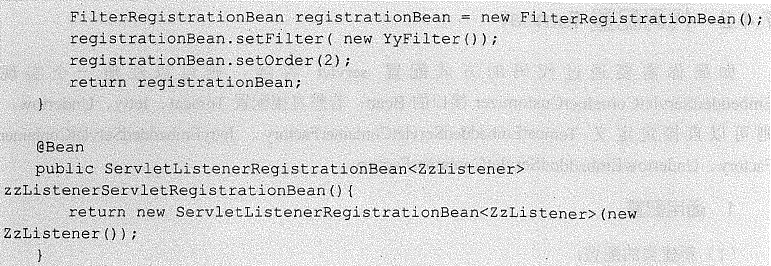 FilterRegistrationBean registrationBean = new FilterRegistrationBean();
registrationBean.setFilter( new YyFilter());
registrationBean.setOrder(2);
return registrationBean;
}
@Bean
public ServletListenerRegistrationBean<ZzListener>
zzListenerServletRegistrationBean(){
return new ServletListenerRegistrationBean<ZzListener>(new
ZzListener());
}